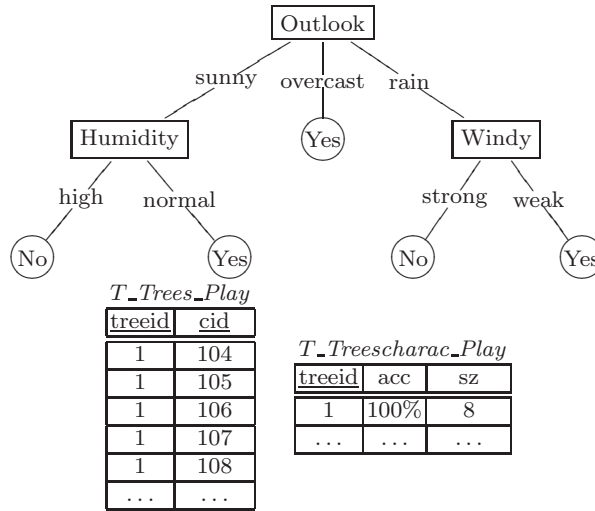 Outlook
sunny overcast rain
Humidity Yes Windy
high normal strong weak
No Yes No Yes
T_Trees_Play
treeid cid
1 104
1 105
1 106
1 107
1 108
... ...
T_Treescharac_Play
treeid acc sz
1 100% 8
... ... ...